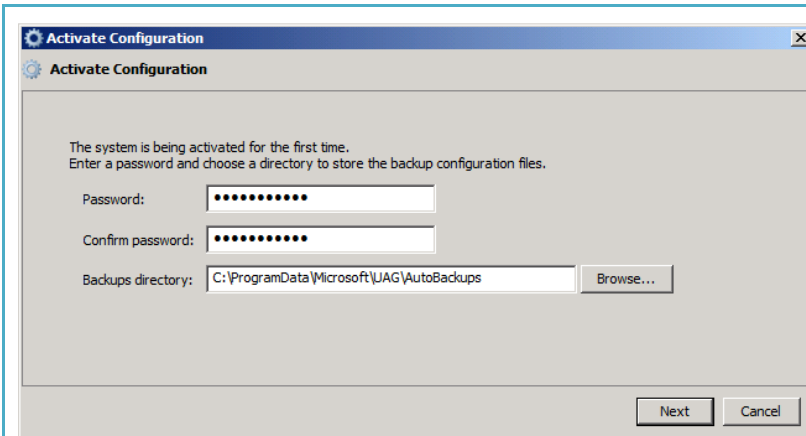 Activate Configuration
Activate Configuration
The system is being activated for the first time.
Enter a password and choose a directory to store the backup configuration files.
Password: •••••••••••
Confirm password: •••••••••••
Backups directory: C:\ProgramData\Microsoft\UAG\AutoBackups Browse...
Next Cancel